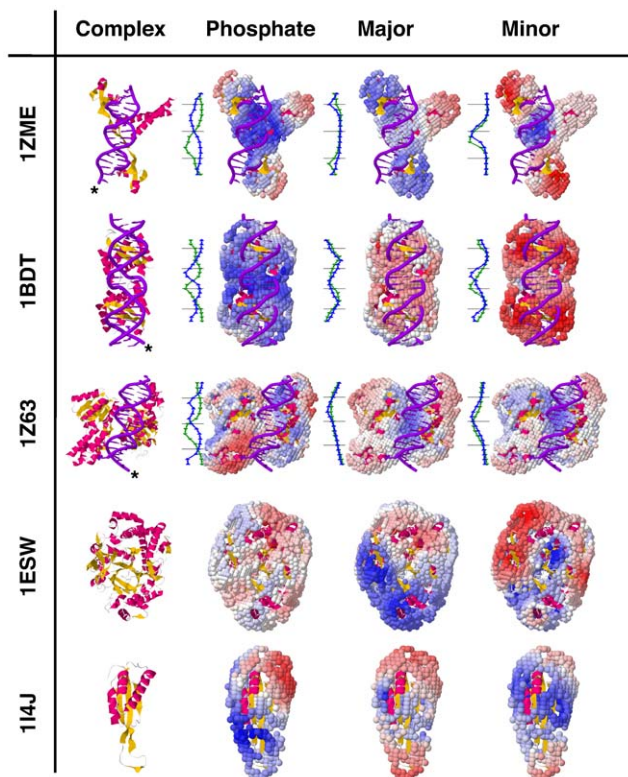 Complex Phosphate Major Minor
1ZME
*
1BDT
*
1Z63
*
1ESW
1I4J